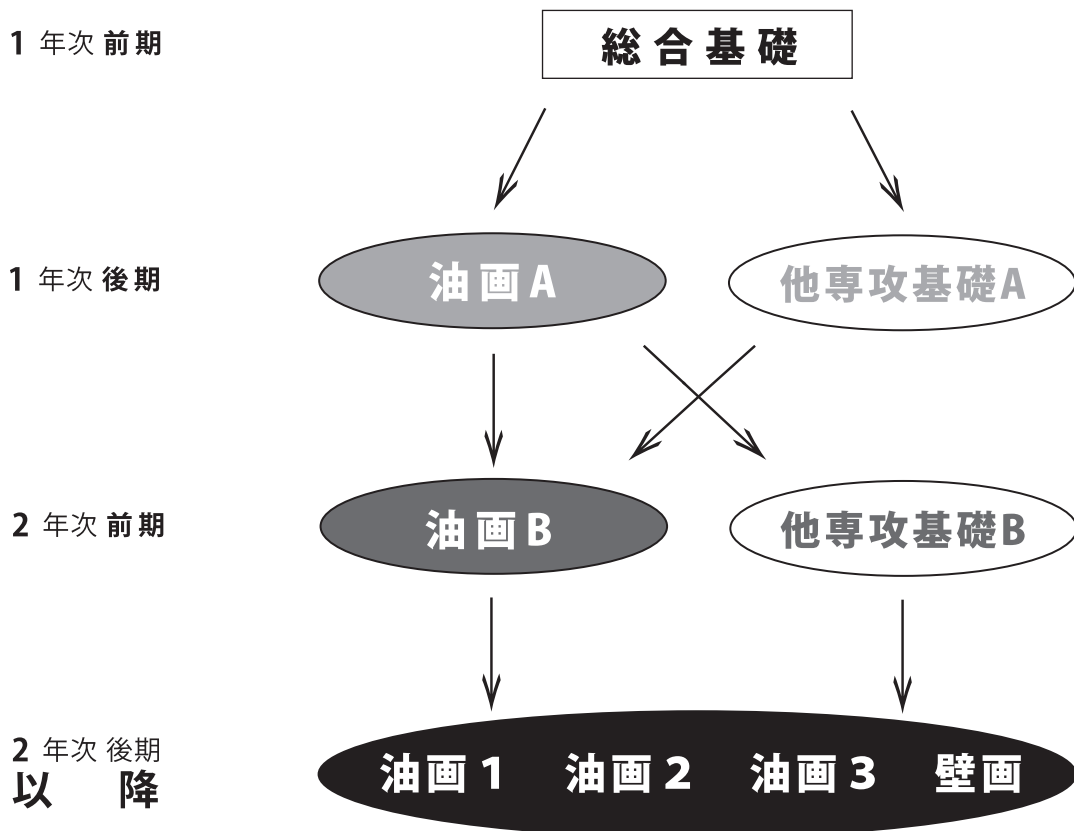 1 年次 前期
総合基礎
1 年次 後期
油画A
他専攻基礎A
2 年次 前期
油画B
他専攻基礎B
2 年次 後期
以 降
油画1 油画2 油画3 壁画